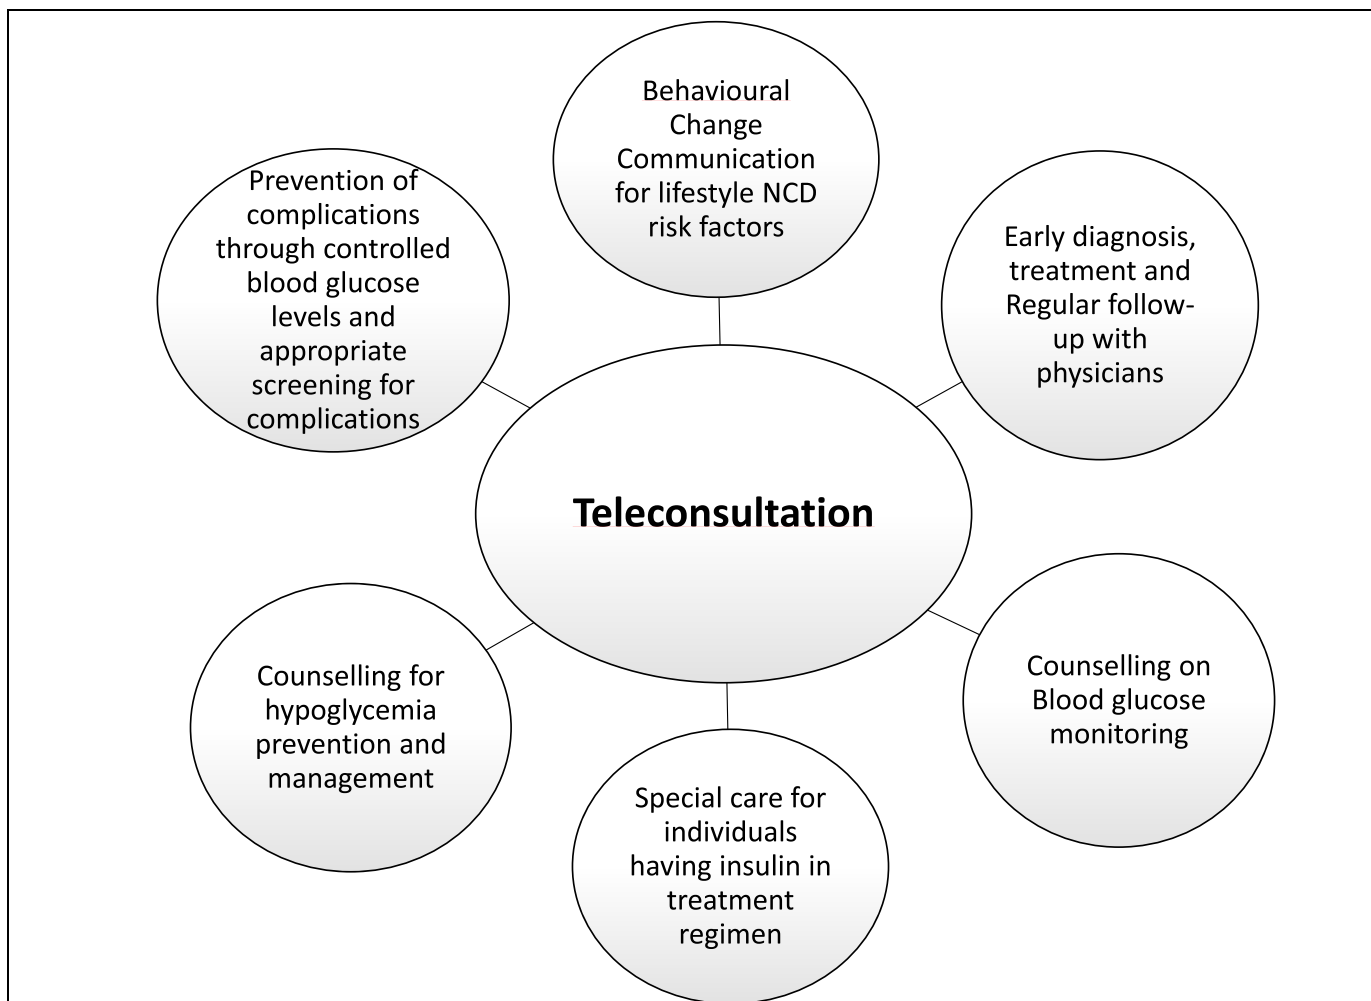 Behavioural
Change
Communication
for lifestyle NCD
risk factors
Early diagnosis,
treatment and
Regular follow-
up with
physicians
Counselling on
Blood glucose
monitoring
Special care for
individuals
having insulin in
treatment
regimen
Counselling for
hypoglycemia
prevention and
management
Prevention of
complications
through controlled
blood glucose
levels and
appropriate
screening for
complications
Teleconsultation